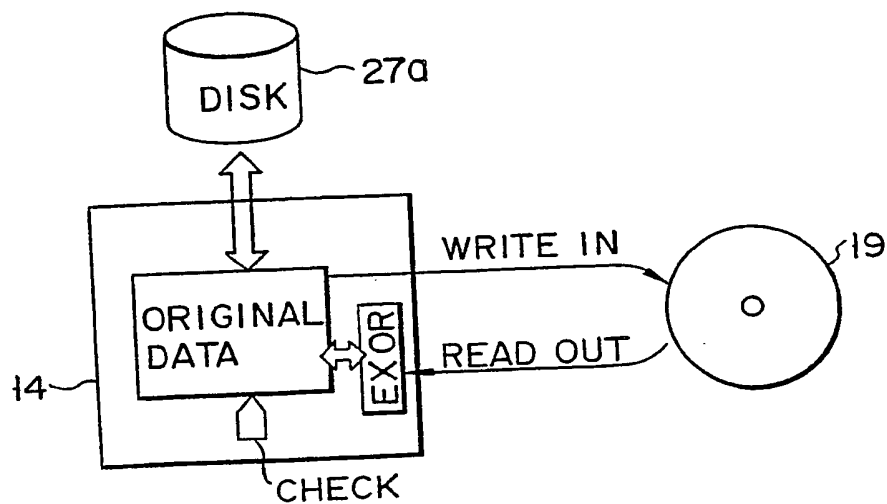 27a
DISK
WRITE IN
19
ORIGINAL
DATA
EXOR
READ OUT
14
CHECK